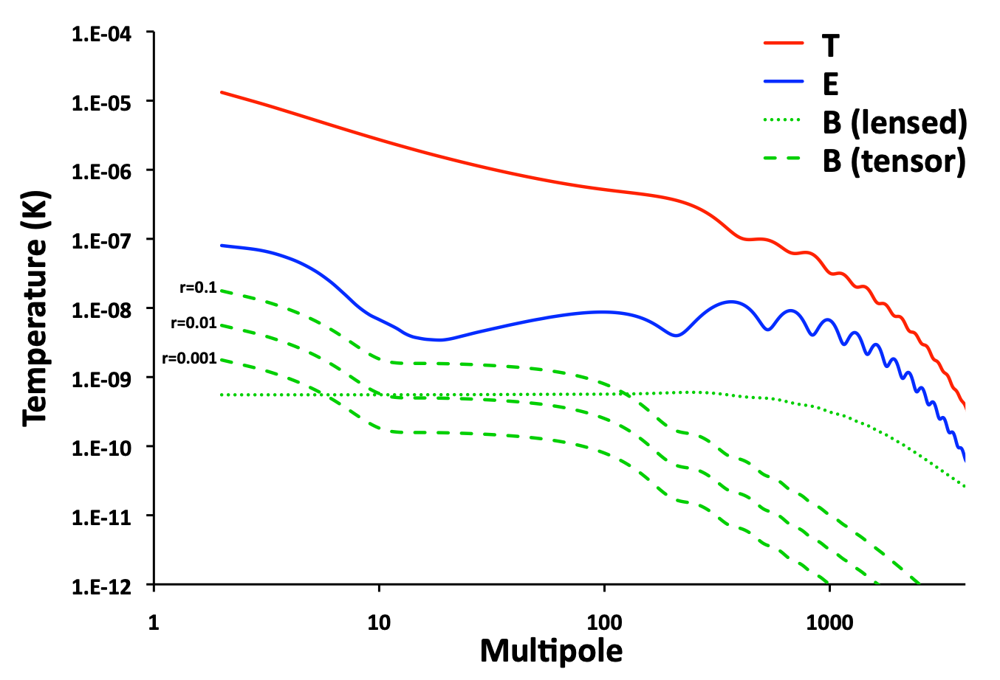 1.E-04
1.E-05
1.E-06
1.E-07
1.E-08
1.E-09
1.E-10
1.E-11
1.E-12
Temperature (K)
T
E
B (lensed)
B (tensor)
r=0.1
r=0.01
r=0.001
1 10 100 1000
Multipole